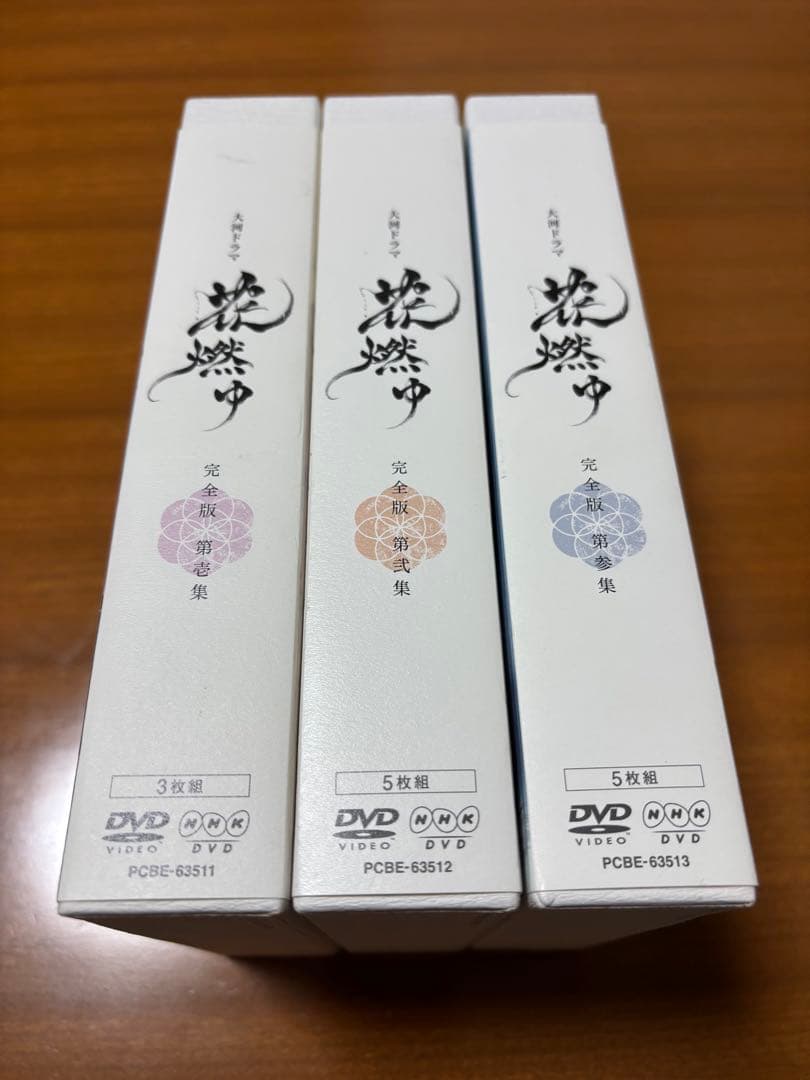 大河ドラマ
花燃ゆ
完全版 第壱集
3枚組
DVD
VIDEO
NHK
DVD
PCBE-63511
大河ドラマ
花燃ゆ
完全版 第弐集
5枚組
DVD
VIDEO
NHK
DVD
PCBE-63512
大河ドラマ
花燃ゆ
完全版 第参集
5枚組
DVD
VIDEO
NHK
DVD
PCBE-63513